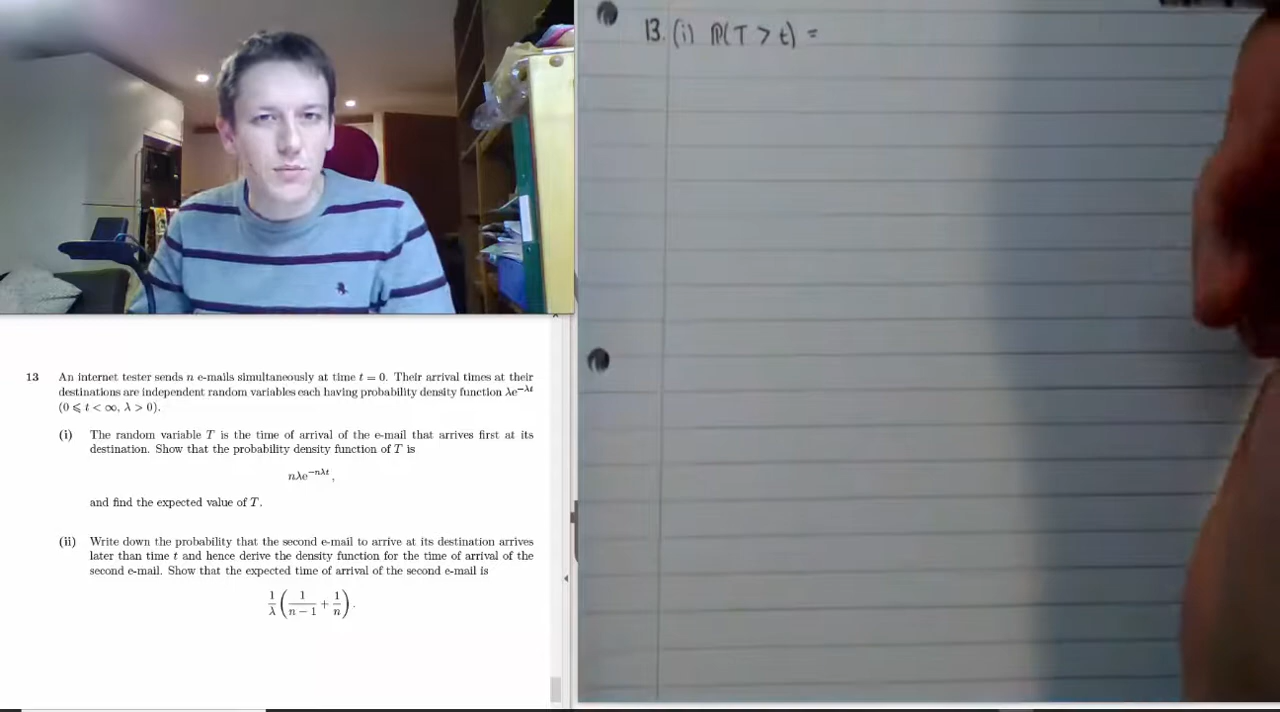 13. (i) ℙ(T > t) =
13 An internet tester sends n e-mails simultaneously at time t = 0. Their arrival times at their
destinations are independent random variables each having probability density function λe^{−λt}
(0 ⩽ t < ∞, λ > 0).
(i) The random variable T is the time of arrival of the e-mail that arrives first at its
destination. Show that the probability density function of T is
nλe^{−nλt},
and find the expected value of T.
(ii) Write down the probability that the second e-mail to arrive at its destination arrives
later than time t and hence derive the density function for the time of arrival of the
second e-mail. Show that the expected time of arrival of the second e-mail is
1/λ (1/(n − 1) + 1/n).